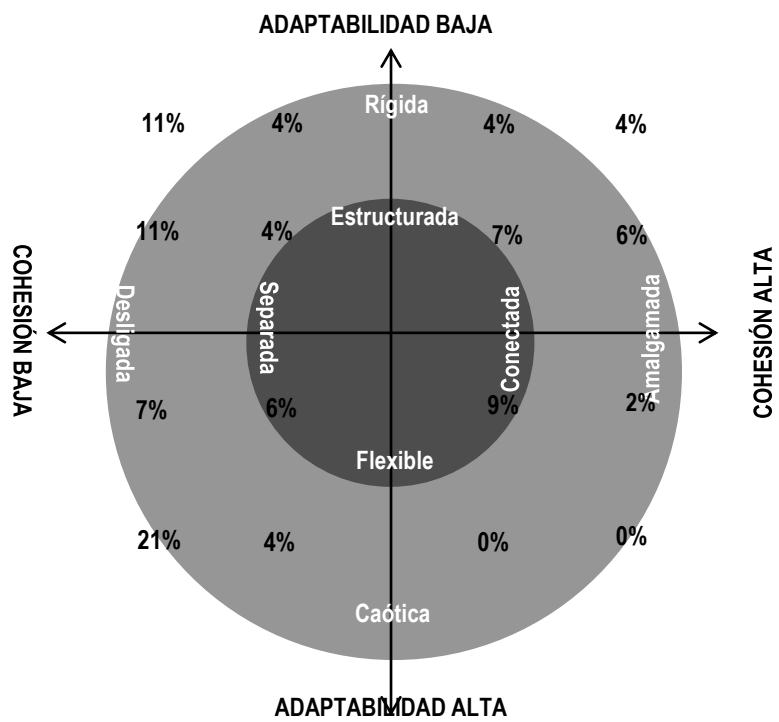 ADAPTABILIDAD BAJA
Rígida
11% 4% 4% 4%
Estructurada
11% 4% 7% 6%
COHESIÓN BAJA
Desligada
Separada
Conectada
Amalgamada
COHESIÓN ALTA
7% 6% 9% 2%
Flexible
21% 4% 0% 0%
Caótica
ADAPTABILIDAD ALTA